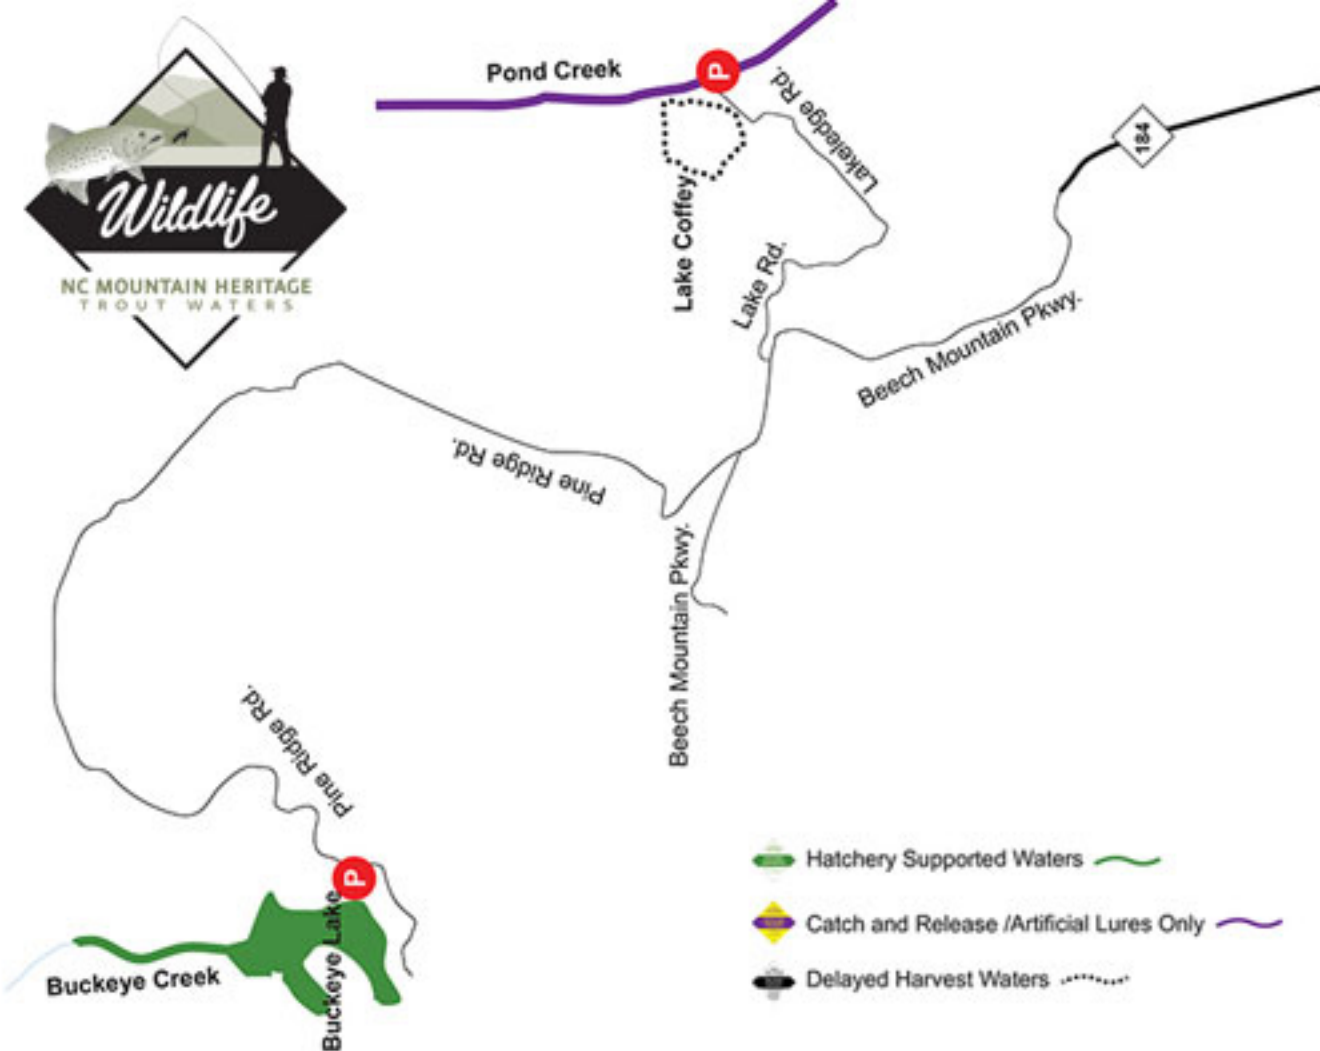 Wildlife
NC MOUNTAIN HERITAGE
TROUT WATERS
Pond Creek
P
Lakeledge Rd.
184
Lake Coffey
Lake Rd.
Beech Mountain Pkwy.
Pine Ridge Rd.
Beech Mountain Pkwy.
Pine Ridge Rd.
P
Buckeye Lake
Buckeye Creek
Hatchery Supported Waters
Catch and Release /Artificial Lures Only
Delayed Harvest Waters